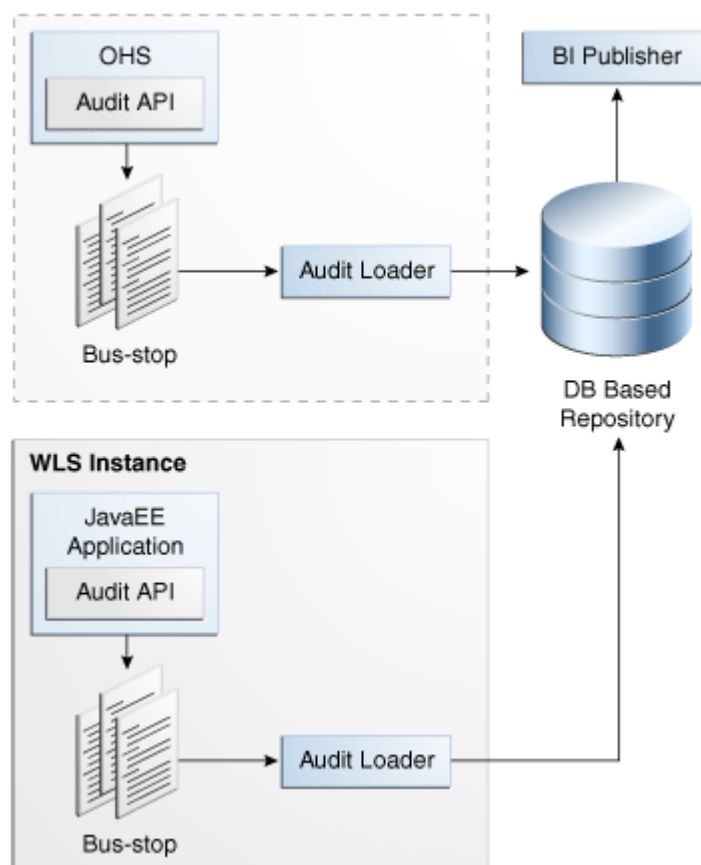 OHS
Audit API
Bus-stop
Audit Loader
BI Publisher
DB Based
Repository
WLS Instance
JavaEE
Application
Audit API
Bus-stop
Audit Loader